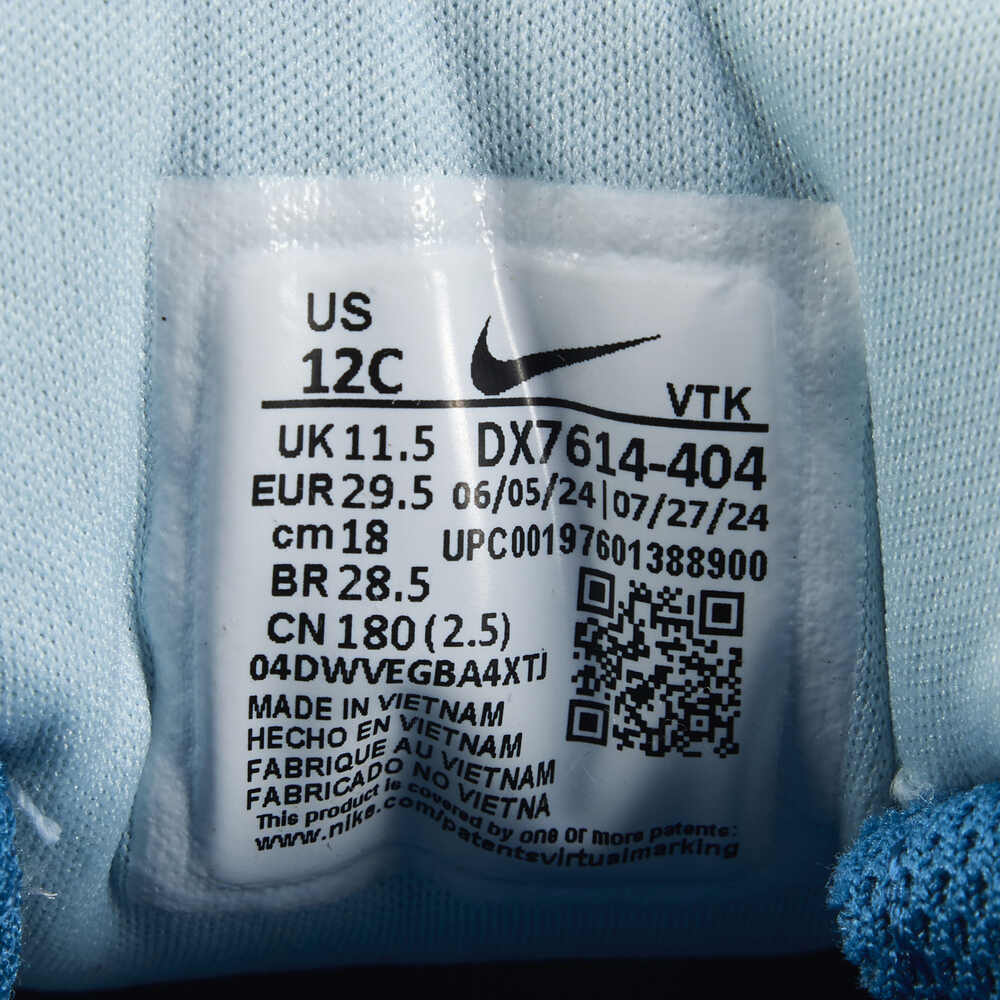 US
12C
VTK
UK 11.5
DX7614-404
EUR 29.5
06/05/24 | 07/27/24
cm 18
UPC001976013889​00
BR 28.5
CN 180 (2.5)
04DWVEGBA4XTJ
MADE IN VIETNAM
HECHO EN VIETNAM
FABRIQUE AU VIETNAM
FABRICADO NO VIETNA
This product is covered by one or more patents:
www.nike.com/patentsvirtualmarking